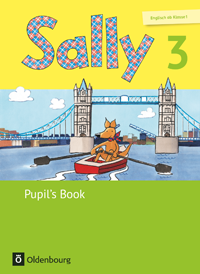 Englisch ab Klasse 1
Sally 3
Pupil's Book
Oldenbourg